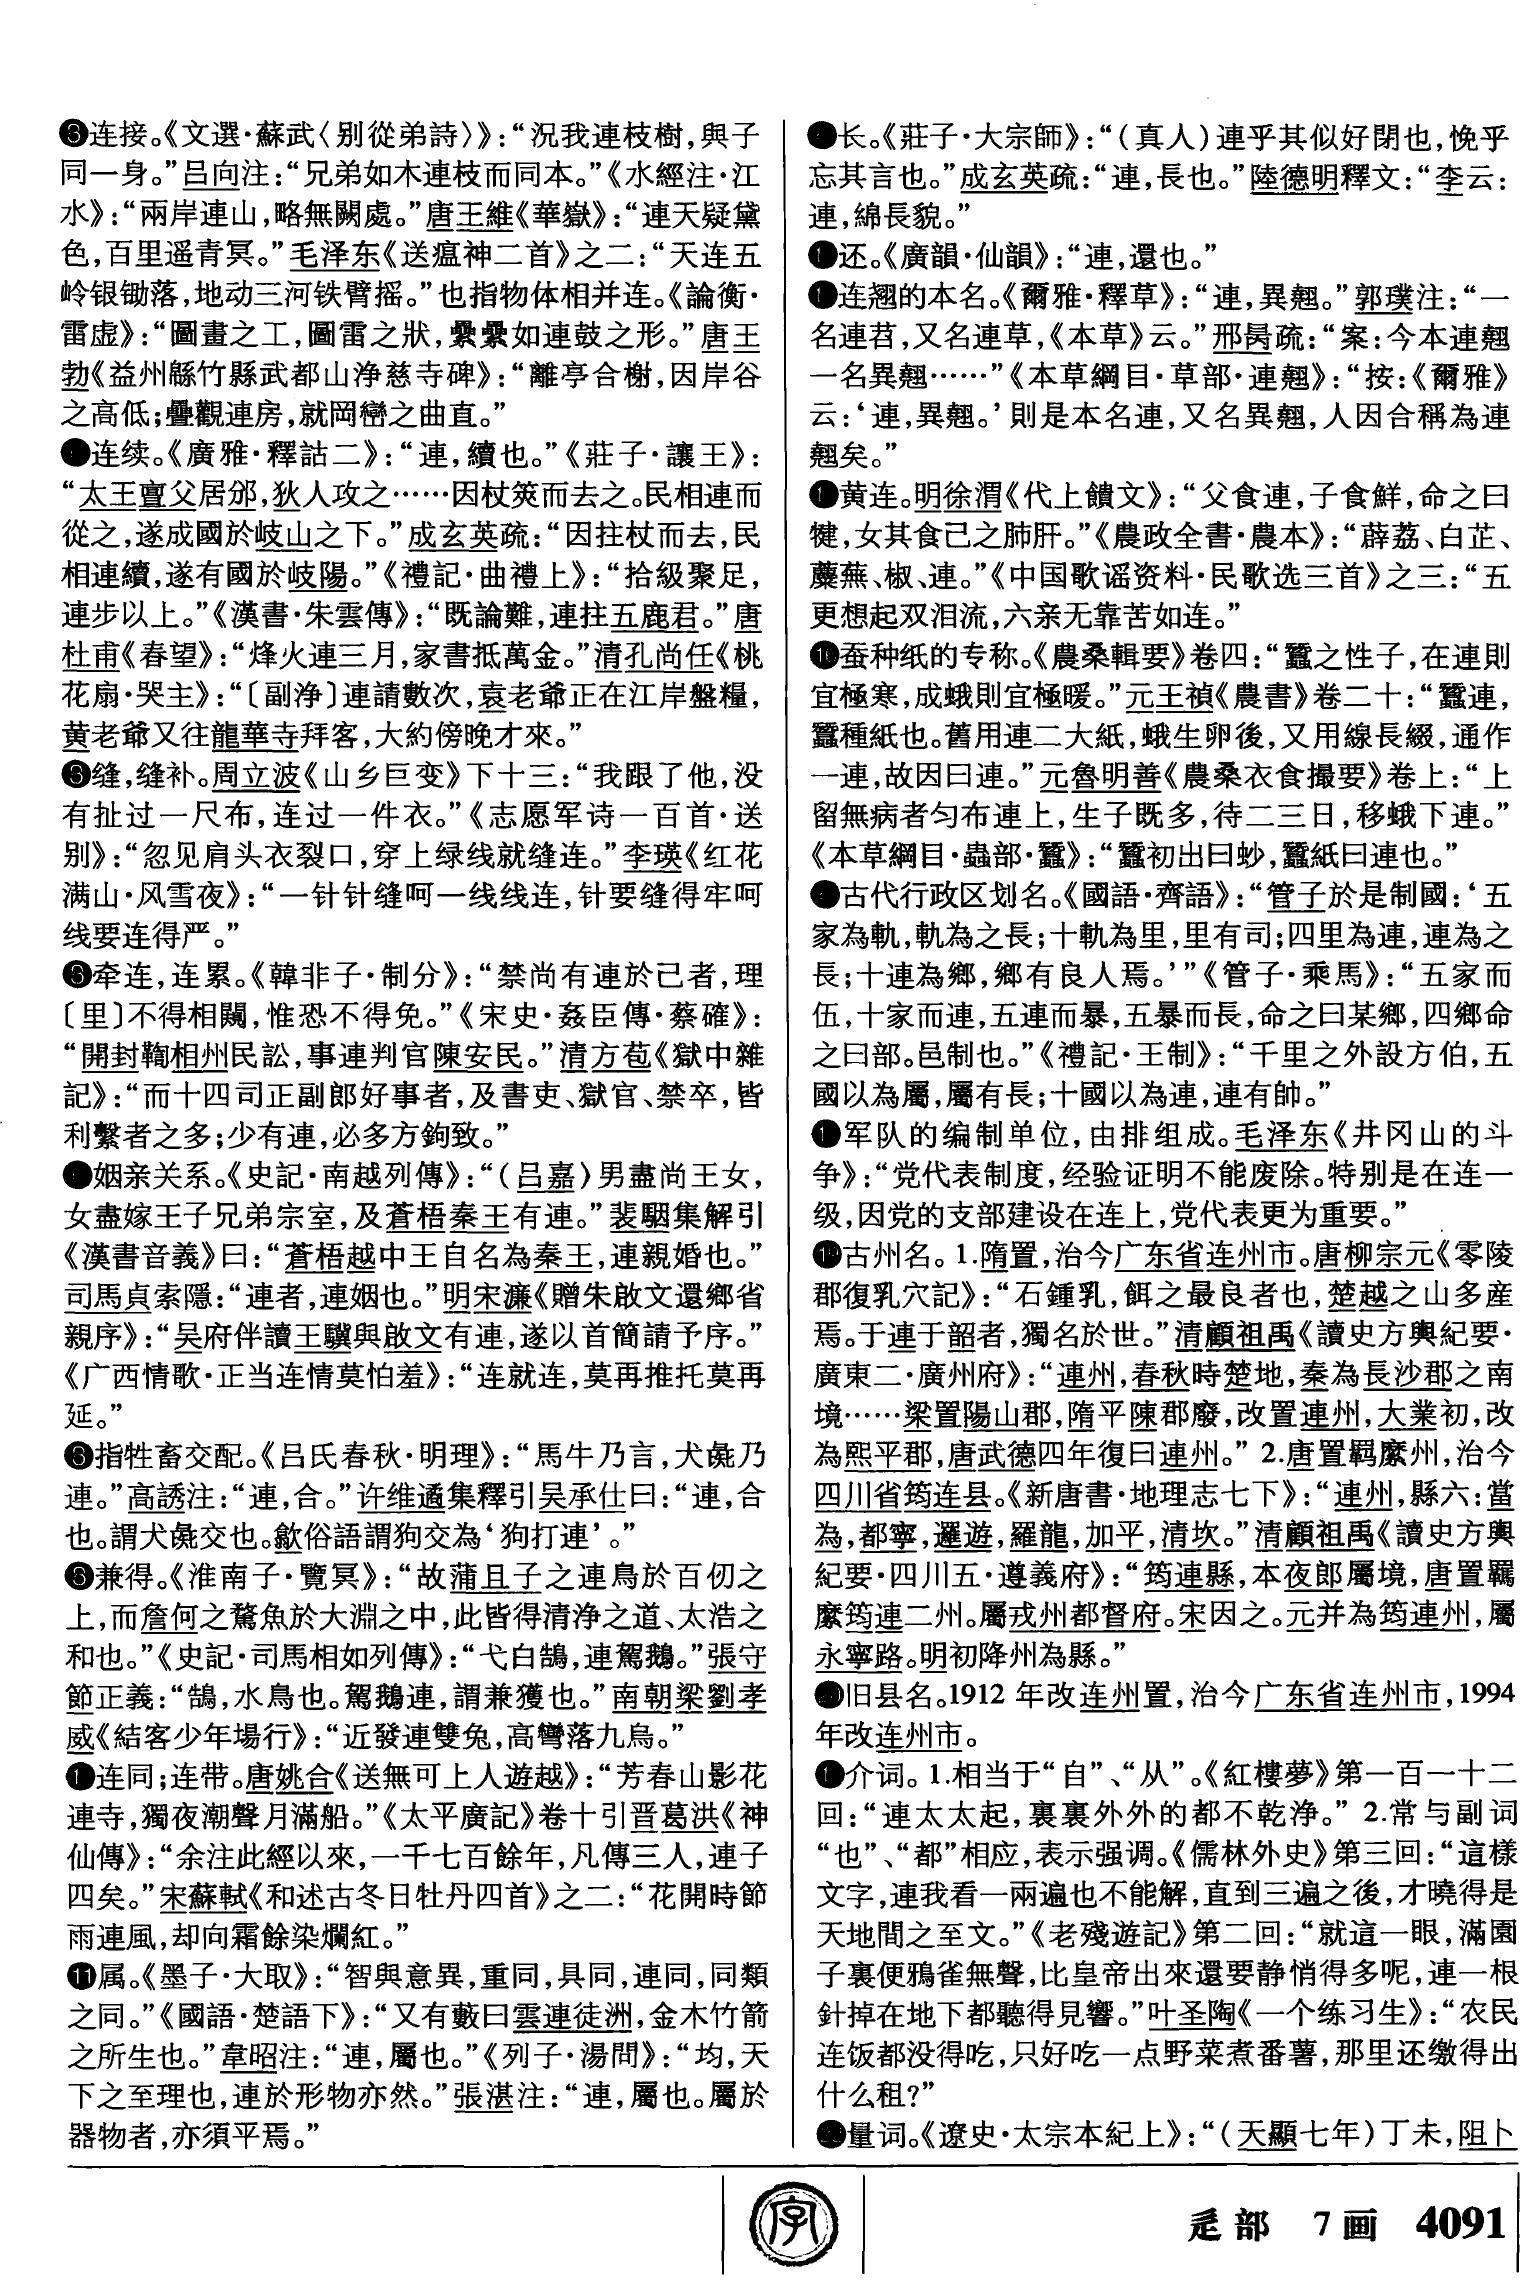 ❸连接。《文選·蘇武〈别從弟詩〉》：“況我連枝樹，與子
同一身。”吕向注：“兄弟如木連枝而同本。”《水經注·江
水》：“兩岸連山，略無闕處。”唐王維《華嶽》：“連天疑黛
色，百里遥青冥。”毛泽东《送瘟神二首》之二：“天连五
岭银锄落，地动三河铁臂摇。”也指物体相并连。《論衡·
雷虚》：“圖畫之工，圖雷之狀，纍纍如連鼓之形。”唐王
勃《益州緜竹縣武都山净慈寺碑》：“離亭合榭，因岸谷
之高低；疊觀連房，就岡巒之曲直。”
连续。《廣雅·釋詁二》：“連，續也。”《莊子·讓王》：
“太王亶父居邠，狄人攻之……因杖筴而去之。民相連而
從之，遂成國於岐山之下。”成玄英疏：“因拄杖而去，民
相連續，遂有國於岐陽。”《禮記·曲禮上》：“拾級聚足，
連步以上。”《漢書·朱雲傳》：“既論難，連拄五鹿君。”唐
杜甫《春望》：“烽火連三月，家書抵萬金。”清孔尚任《桃
花扇·哭主》：“〔副净〕連請數次，袁老爺正在江岸盤糧，
黄老爺又往龍華寺拜客，大約傍晚才來。”
缝，缝补。周立波《山乡巨变》下十三：“我跟了他，没
有扯过一尺布，连过一件衣。”《志愿军诗一百首·送
别》：“忽见肩头衣裂口，穿上绿线就缝连。”李瑛《红花
满山·风雪夜》：“一针针缝呵一线线连，针要缝得牢呵
线要连得严。”
牵连，连累。《韓非子·制分》：“禁尚有連於己者，理
〔里〕不得相闚，惟恐不得免。”《宋史·姦臣傳·蔡確》：
“開封鞫相州民訟，事連判官陳安民。”清方苞《獄中雜
記》：“而十四司正副郎好事者，及書吏、獄官、禁卒，皆
利繫者之多；少有連，必多方鉤致。”
姻亲关系。《史記·南越列傳》：“（吕嘉）男盡尚王女，
女盡嫁王子兄弟宗室，及蒼梧秦王有連。”裴駰集解引
《漢書音義》曰：“蒼梧越中王自名為秦王，連親婚也。”
司馬貞索隱：“連者，連姻也。”明宋濂《贈朱啟文還鄉省
親序》：“吴府伴讀王驥與啟文有連，遂以首簡請予序。”
《广西情歌·正当连情莫怕羞》：“连就连，莫再推托莫再
延。”
指牲畜交配。《吕氏春秋·明理》：“馬牛乃言，犬彘乃
連。”高誘注：“連，合。”许维遹集釋引吴承仕曰：“連，合
也。謂犬彘交也。歙俗語謂狗交為‘狗打連’。”
兼得。《淮南子·覽冥》：“故蒲且子之連鳥於百仞之
上，而詹何之騖魚於大淵之中，此皆得清净之道、太浩之
和也。”《史記·司馬相如列傳》：“弋白鵠，連駕鵝。”張守
節正義：“鵠，水鳥也。駕鵝連，謂兼獲也。”南朝梁劉孝
威《結客少年場行》：“近發連雙兔，高彎落九烏。”
连同；连带。唐姚合《送無可上人遊越》：“芳春山影花
連寺，獨夜潮聲月滿船。”《太平廣記》卷十引晋葛洪《神
仙傳》：“余注此經以來，一千七百餘年，凡傳三人，連子
四矣。”宋蘇軾《和述古冬日牡丹四首》之二：“花開時節
雨連風，却向霜餘染爛紅。”
⓫属。《墨子·大取》：“智與意異，重同，具同，連同，同類
之同。”《國語·楚語下》：“又有藪曰雲連徒洲，金木竹箭
之所生也。”韋昭注：“連，屬也。”《列子·湯問》：“均，天
下之至理也，連於形物亦然。”張湛注：“連，屬也。屬於
器物者，亦須平焉。”
长。《莊子·大宗師》：“（真人）連乎其似好閉也，悗乎
忘其言也。”成玄英疏：“連，長也。”陸德明釋文：“李云：
連，綿長貌。”
还。《廣韻·仙韻》：“連，還也。”
连翘的本名。《爾雅·釋草》：“連，異翹。”郭璞注：“一
名連苕，又名連草，《本草》云。”邢昺疏：“案：今本連翹
一名異翹……”《本草綱目·草部·連翹》：“按：《爾雅》
云：‘連，異翹。’則是本名連，又名異翹，人因合稱為連
翹矣。”
黄连。明徐渭《代上饋文》：“父食連，子食鮮，命之曰
犍，女其食已之肺肝。”《農政全書·農本》：“薜荔、白芷、
蘪蕪、椒、連。”《中国歌谣资料·民歌选三首》之三：“五
更想起双泪流，六亲无靠苦如连。”
蚕种纸的专称。《農桑輯要》卷四：“蠶之性子，在連則
宜極寒，成蛾則宜極暖。”元王禎《農書》卷二十：“蠶連，
蠶種紙也。舊用連二大紙，蛾生卵後，又用線長綴，通作
一連，故因曰連。”元魯明善《農桑衣食撮要》卷上：“上
留無病者匀布連上，生子既多，待二三日，移蛾下連。”
《本草綱目·蟲部·蠶》：“蠶初出曰𧉫，蠶紙曰連也。”
古代行政区划名。《國語·齊語》：“管子於是制國：‘五
家為軌，軌為之長；十軌為里，里有司；四里為連，連為之
長；十連為鄉，鄉有良人焉。’”《管子·乘馬》：“五家而
伍，十家而連，五連而暴，五暴而長，命之曰某鄉，四鄉命
之曰部。邑制也。”《禮記·王制》：“千里之外設方伯，五
國以為屬，屬有長；十國以為連，連有帥。”
军队的编制单位，由排组成。毛泽东《井冈山的斗
争》：“党代表制度，经验证明不能废除。特别是在连一
级，因党的支部建设在连上，党代表更为重要。”
古州名。1.隋置，治今广东省连州市。唐柳宗元《零陵
郡復乳穴記》：“石鍾乳，餌之最良者也，楚越之山多産
焉。于連于韶者，獨名於世。”清顧祖禹《讀史方輿紀要·
廣東二·廣州府》：“連州，春秋時楚地，秦為長沙郡之南
境……梁置陽山郡，隋平陳郡廢，改置連州，大業初，改
為熙平郡，唐武德四年復曰連州。” 2.唐置羁縻州，治今
四川省筠连县。《新唐書·地理志七下》：“連州，縣六：當
為，都寧，邏遊，羅龍，加平，清坎。”清顧祖禹《讀史方輿
紀要·四川五·遵義府》：“筠連縣，本夜郎屬境，唐置羈
縻筠連二州。屬戎州都督府。宋因之。元并為筠連州，屬
永寧路。明初降州為縣。”
旧县名。1912年改连州置，治今广东省连州市，1994
年改连州市。
介词。1.相当于“自”、“从”。《紅樓夢》第一百一十二
回：“連太太起，裏裏外外的都不乾净。” 2.常与副词
“也”、“都”相应，表示强调。《儒林外史》第三回：“這樣
文字，連我看一兩遍也不能解，直到三遍之後，才曉得是
天地間之至文。”《老殘遊記》第二回：“就這一眼，滿園
子裏便鴉雀無聲，比皇帝出來還要静悄得多呢，連一根
針掉在地下都聽得見響。”叶圣陶《一个练习生》：“农民
连饭都没得吃，只好吃一点野菜煮番薯，那里还缴得出
什么租？”
量词。《遼史·太宗本紀上》：“（天顯七年）丁未，阻卜
字
辵部 7画 4091